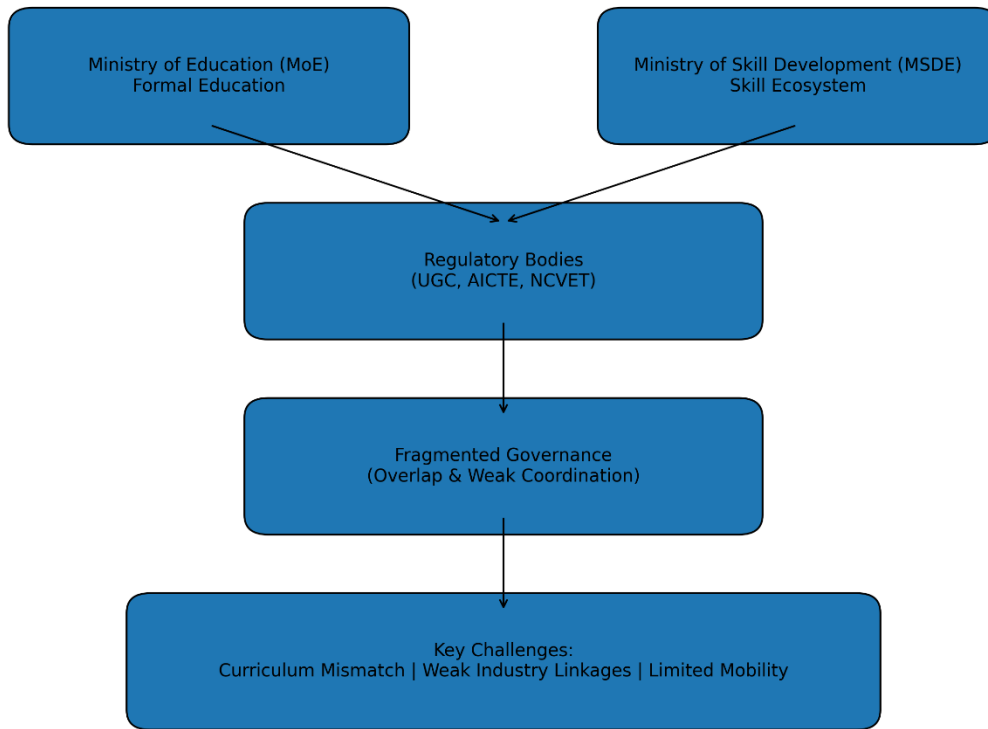 Ministry of Education (MoE)
Formal Education
Ministry of Skill Development (MSDE)
Skill Ecosystem
Regulatory Bodies
(UGC, AICTE, NCVET)
Fragmented Governance
(Overlap & Weak Coordination)
Key Challenges:
Curriculum Mismatch | Weak Industry Linkages | Limited Mobility